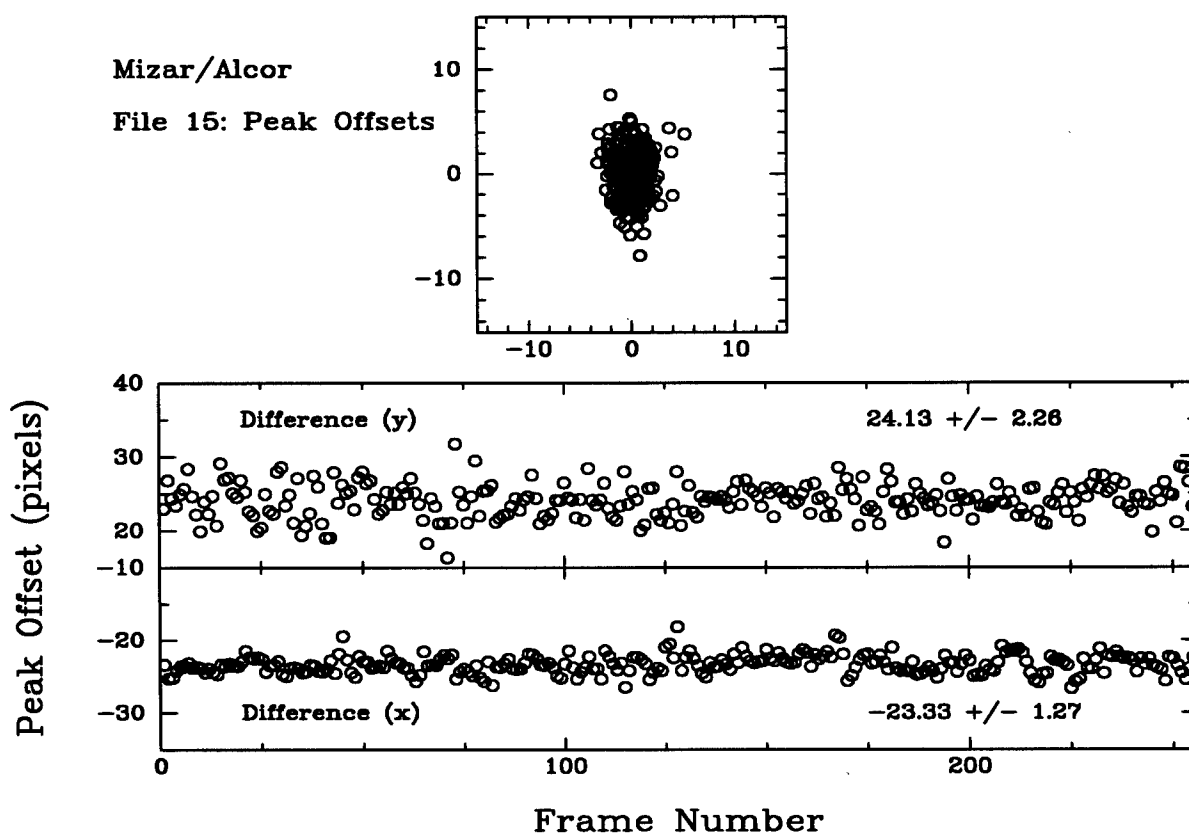 Mizar/Alcor
File 15: Peak Offsets
10
0
-10
-10 0 10
Peak Offset (pixels)
40
Difference (y) 24.13 +/- 2.26
30
20
-10
-20
-30
Difference (x) -23.33 +/- 1.27
0 100 200
Frame Number